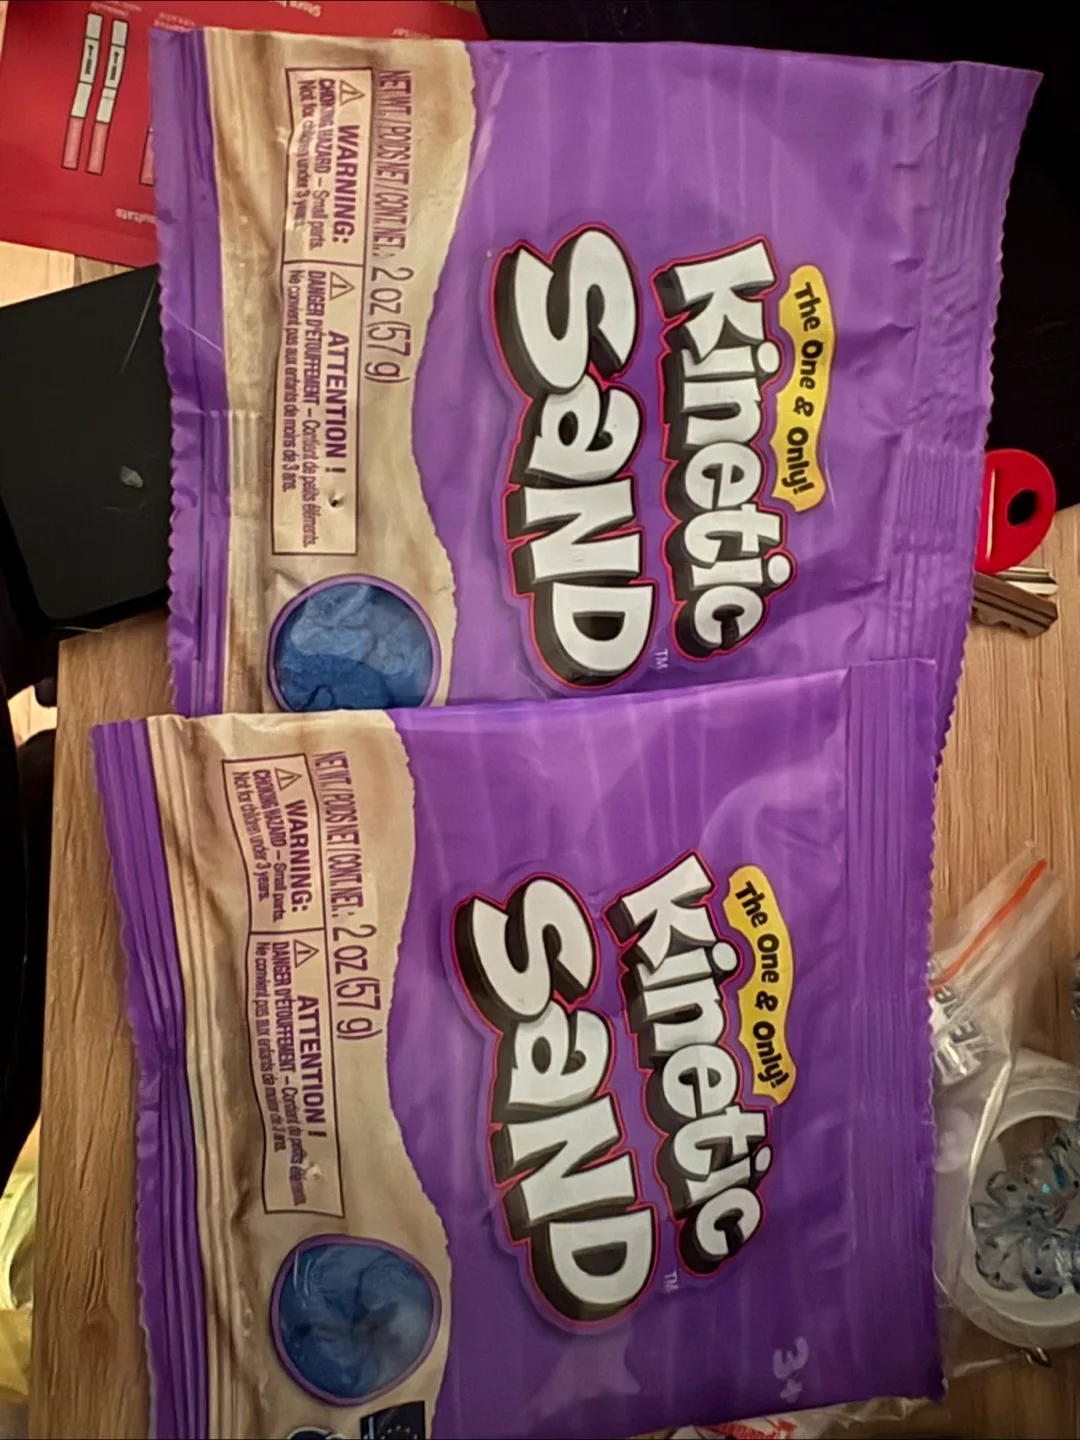 The One & Only!
Kinetic
SaND
TM
NET WT. / POIDS NET / CONT. NET.: 2 oz (57 g)
WARNING:
CHOKING HAZARD – Small parts.
Not for children under 3 years.
ATTENTION !
DANGER D'ÉTOUFFEMENT – Contient de petits éléments.
Ne convient pas aux enfants de moins de 3 ans.
The One & Only!
Kinetic
SaND
TM
3+
NET WT. / POIDS NET / CONT. NET.: 2 oz (57 g)
WARNING:
CHOKING HAZARD – Small parts.
Not for children under 3 years.
ATTENTION !
DANGER D'ÉTOUFFEMENT – Contient de petits éléments.
Ne convient pas aux enfants de moins de 3 ans.